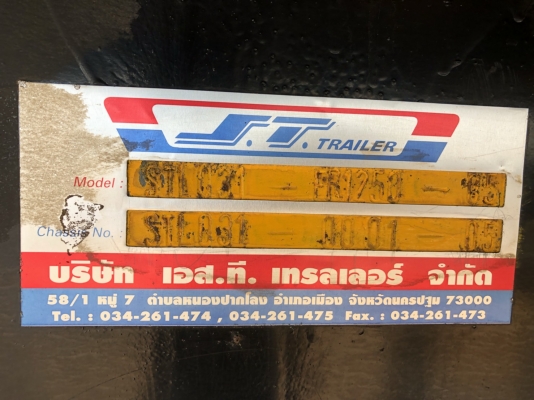 S.T. TRAILER
Model :
Chassis No. :
บริษัท เอส.ที. เทรลเลอร์ จำกัด
58/1 หมู่ 7 ตำบลหนองปากโลง อำเภอเมือง จังหวัดนครปฐม 73000
Tel. : 034-261-474 , 034-261-475 Fax. : 034-261-473